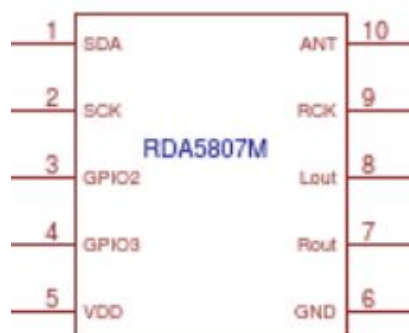 1 SDA ANT 10
2 SCK RCK 9
RDA5807M
3 GPIO2 Lout 8
4 GPIO3 Rout 7
5 VDD GND 6